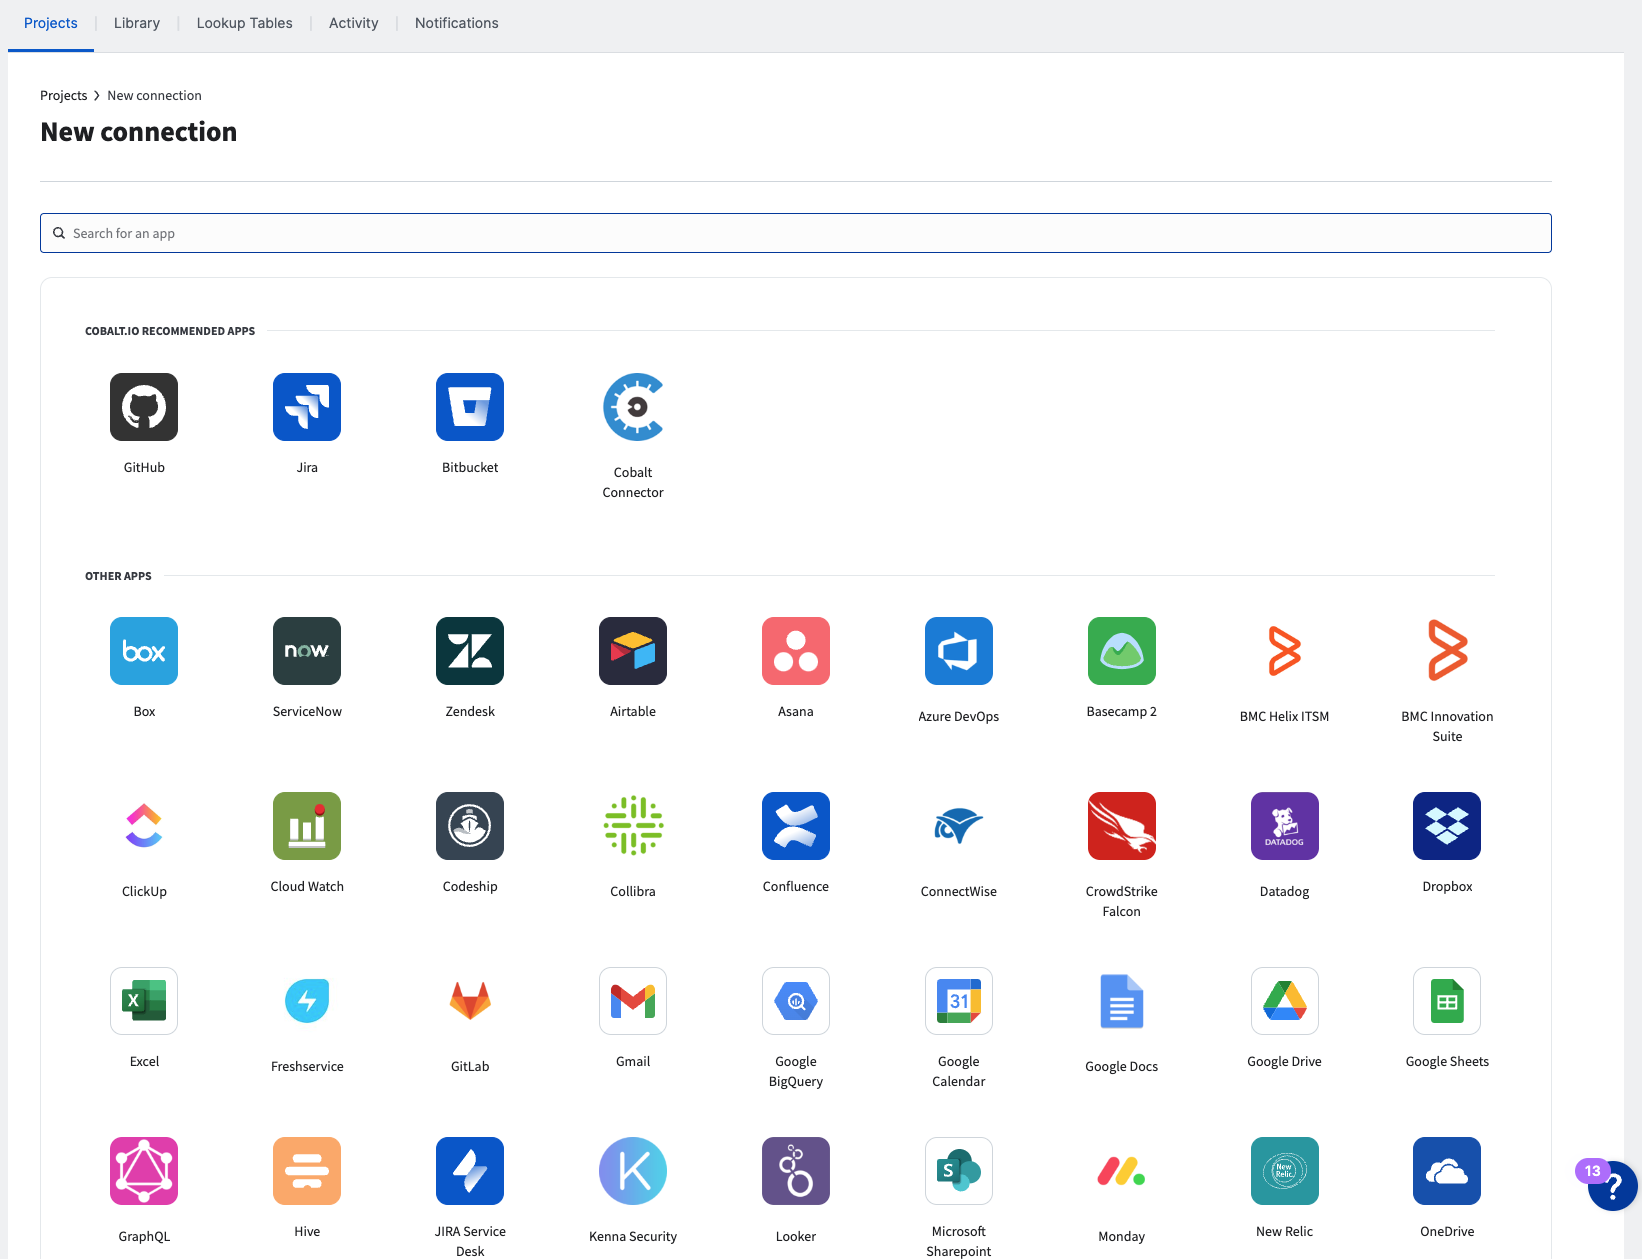 Projects Library Lookup Tables Activity Notifications
Projects > New connection
New connection
Search for an app
COBALT.IO RECOMMENDED APPS
GitHub Jira Bitbucket Cobalt Connector
OTHER APPS
box now DATADOG
Box ServiceNow Zendesk Airtable Asana Azure DevOps Basecamp 2 BMC Helix ITSM BMC Innovation Suite
ClickUp Cloud Watch Codeship Collibra Confluence ConnectWise CrowdStrike Falcon Datadog Dropbox
X 31
Excel Freshservice GitLab Gmail Google BigQuery Google Calendar Google Docs Google Drive Google Sheets
K S New Relic. 13 ?
GraphQL Hive JIRA Service Desk Kenna Security Looker Microsoft Sharepoint Monday New Relic OneDrive